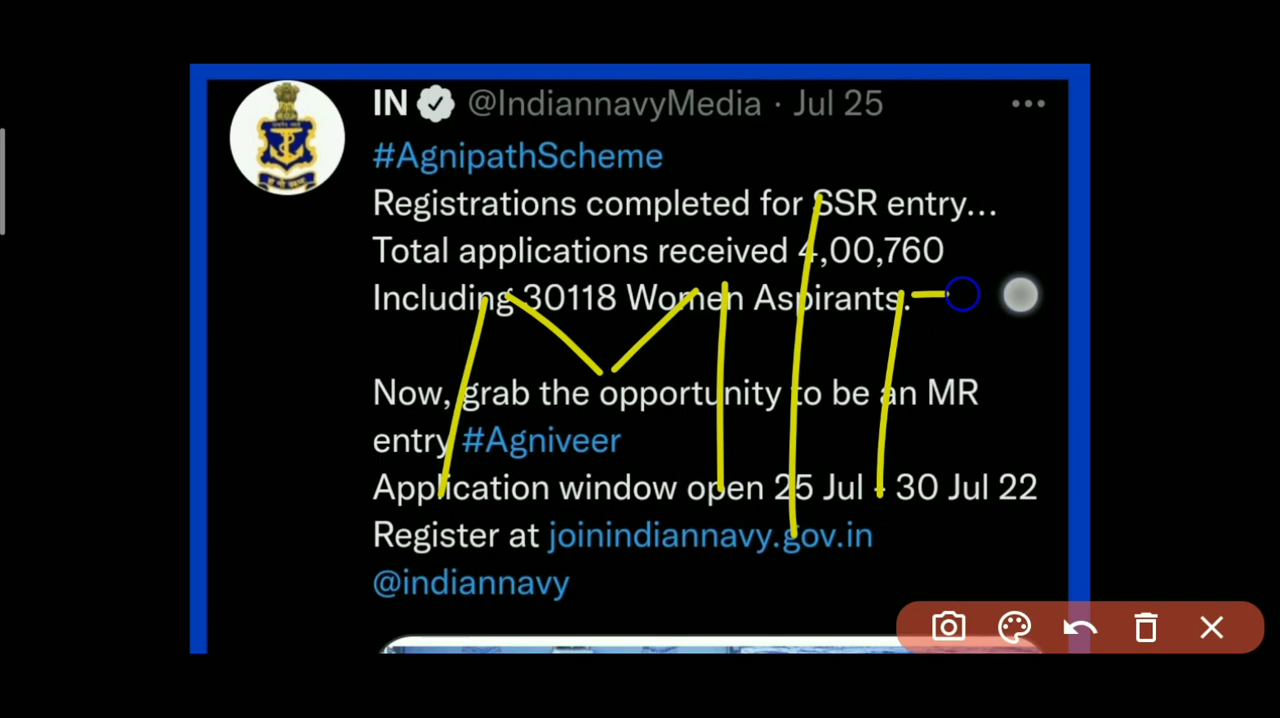 IN @IndiannavyMedia · Jul 25
#AgnipathScheme
Registrations completed for SSR entry...
Total applications received 4,00,760
Including 30118 Women Aspirants.
Now, grab the opportunity to be an MR
entry #Agniveer
Application window open 25 Jul - 30 Jul 22
Register at joinindiannavy.gov.in
@indiannavy